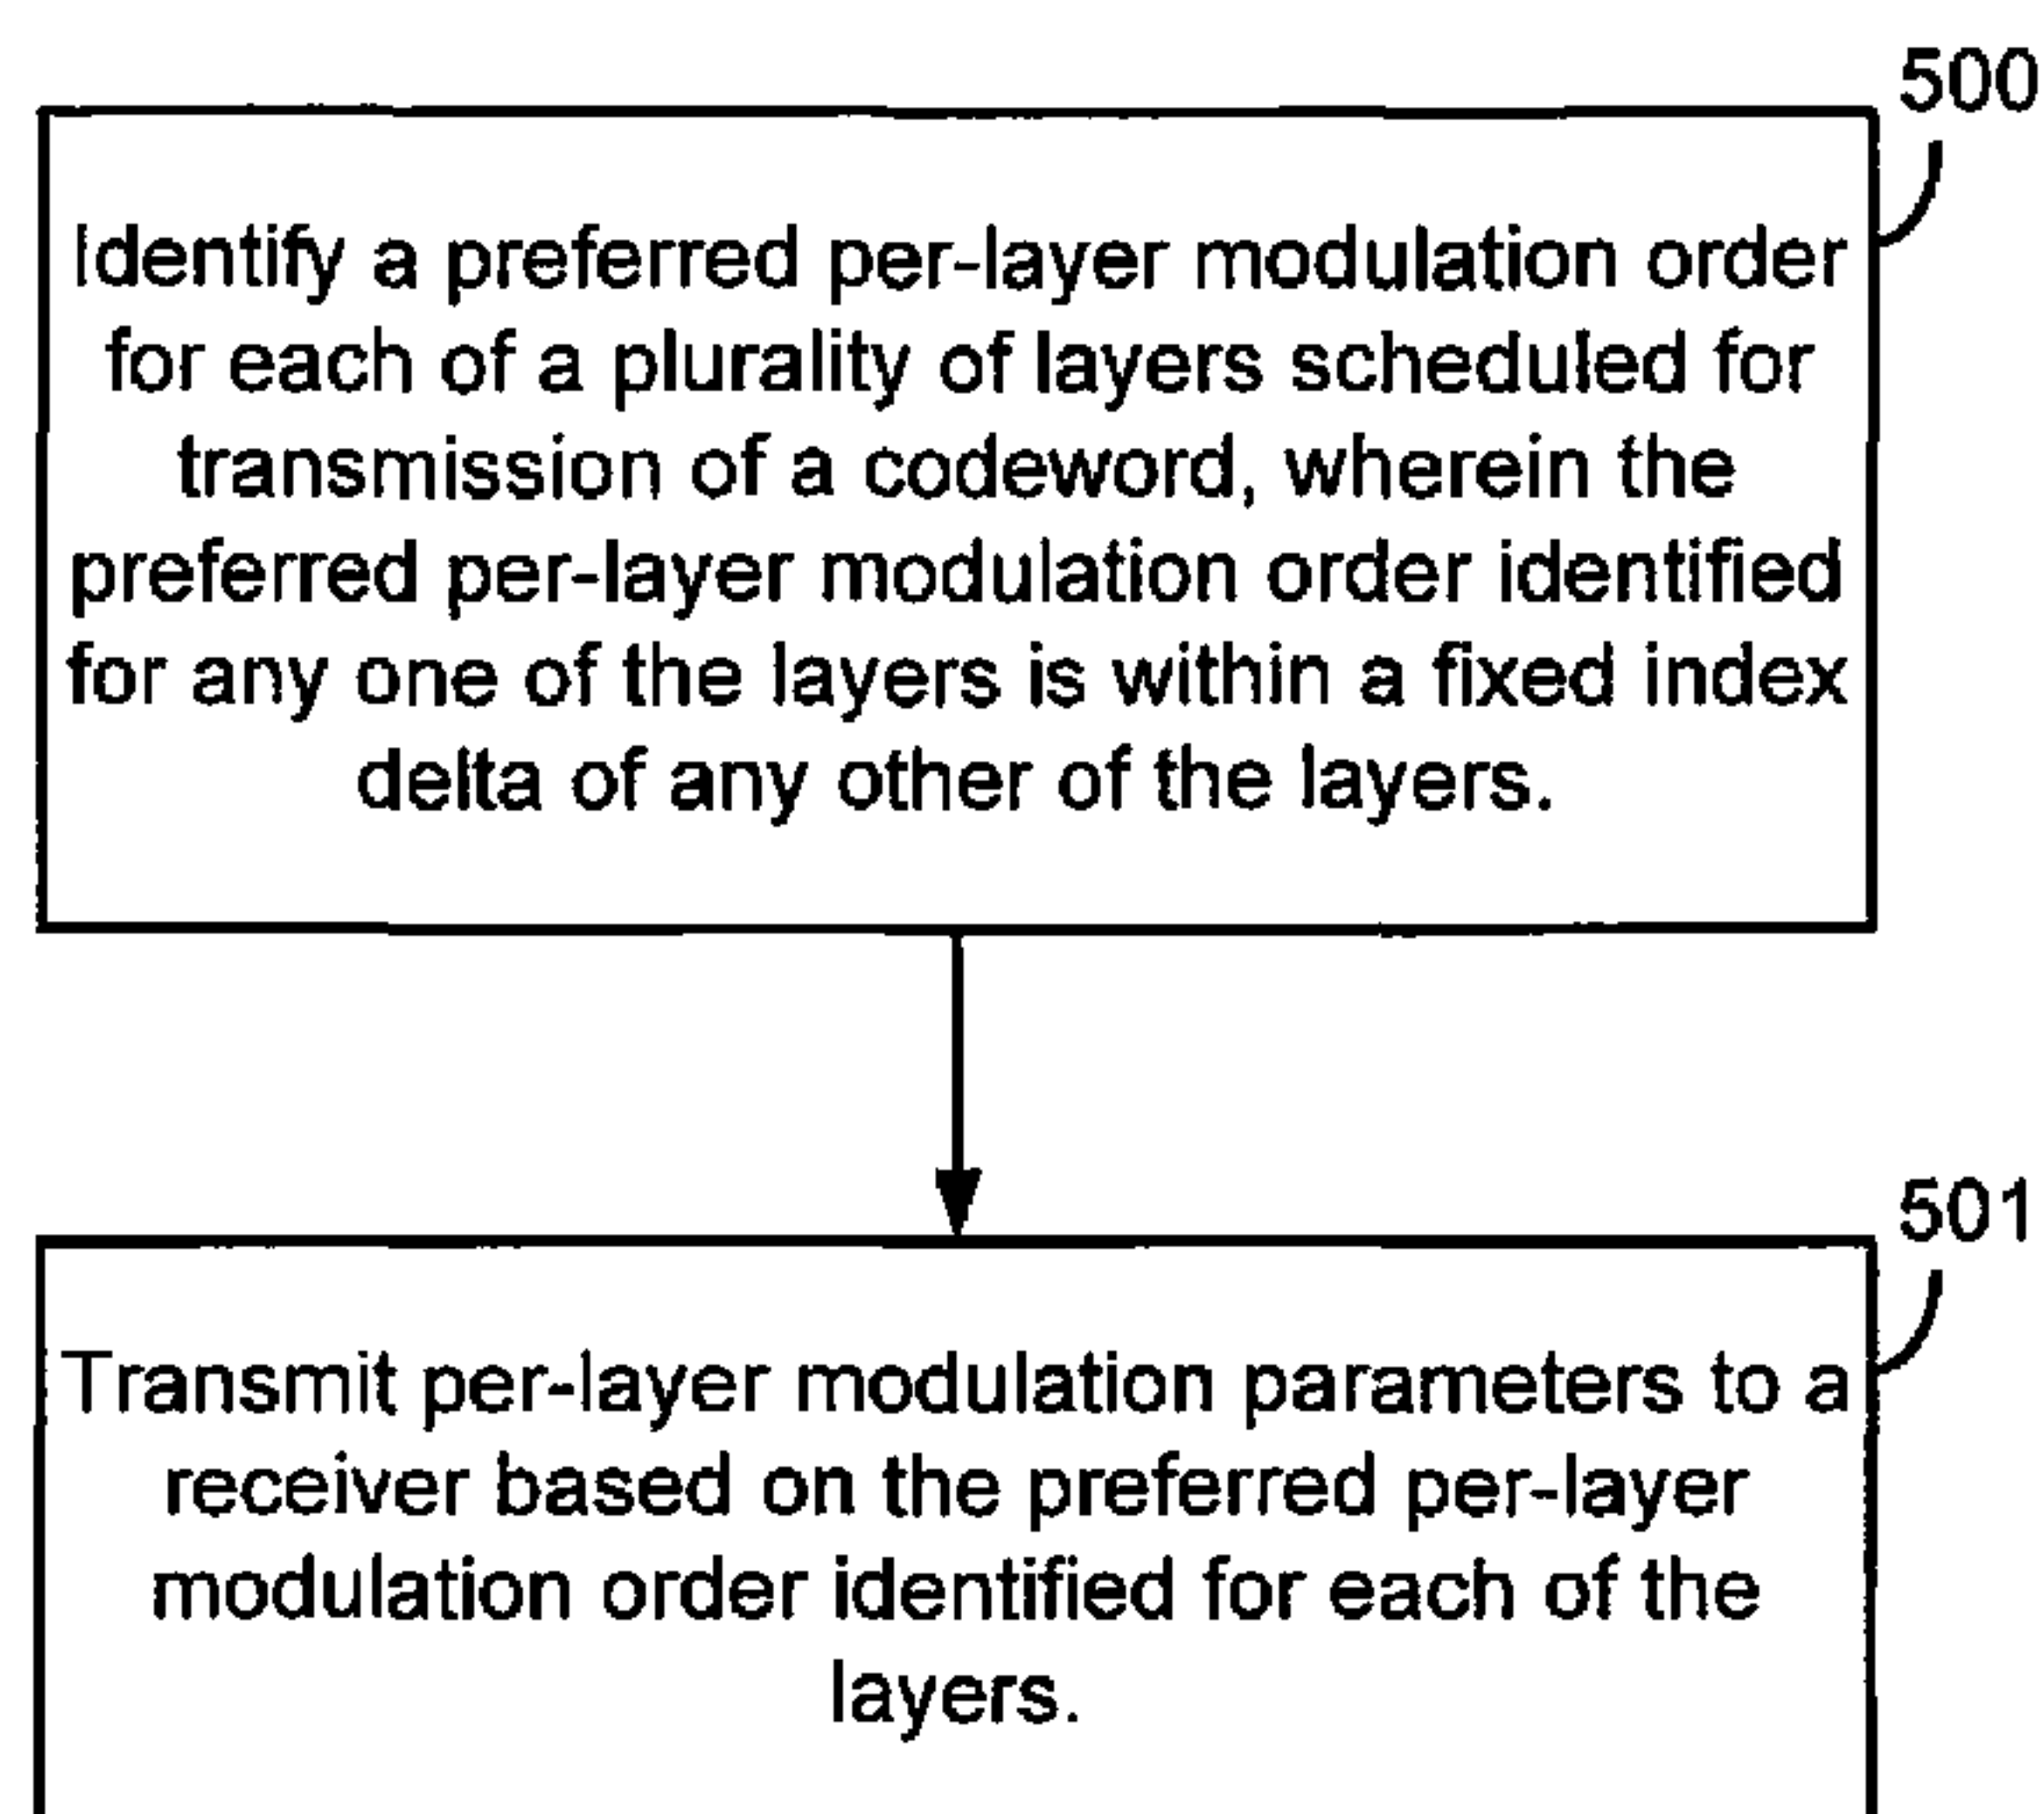 500
Identify a preferred per-layer modulation order
for each of a plurality of layers scheduled for
transmission of a codeword, wherein the
preferred per-layer modulation order identified
for any one of the layers is within a fixed index
delta of any other of the layers.
501
Transmit per-layer modulation parameters to a
receiver based on the preferred per-layer
modulation order identified for each of the
layers.